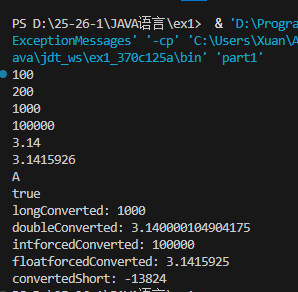 PS D:\25-26-1\JAVA语言\ex1>  & 'D:\Progra
ExceptionMessages' '-cp' 'C:\Users\Xuan\A
ava\jdt_ws\ex1_370c125a\bin' 'part1'
100
200
1000
100000
3.14
3.1415926
A
true
longConverted: 1000
doubleConverted: 3.140000104904175
intforcedConverted: 100000
floatforcedConverted: 3.1415925
convertedShort: -13824